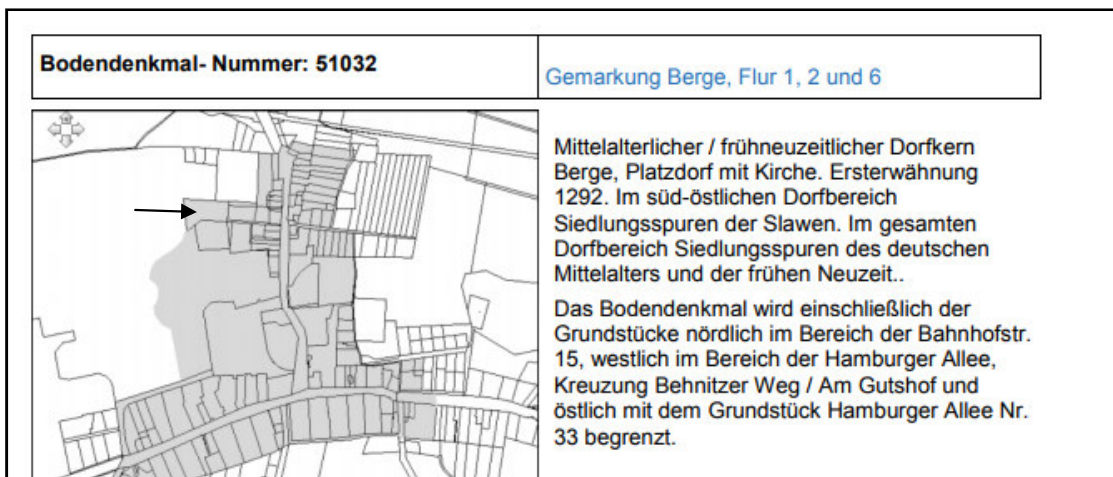 Bodendenkmal- Nummer: 51032
Gemarkung Berge, Flur 1, 2 und 6
Mittelalterlicher / frühneuzeitlicher Dorfkern
Berge, Platzdorf mit Kirche. Ersterwähnung
1292. Im süd-östlichen Dorfbereich
Siedlungsspuren der Slawen. Im gesamten
Dorfbereich Siedlungsspuren des deutschen
Mittelalters und der frühen Neuzeit..
Das Bodendenkmal wird einschließlich der
Grundstücke nördlich im Bereich der Bahnhofstr.
15, westlich im Bereich der Hamburger Allee,
Kreuzung Behnitzer Weg / Am Gutshof und
östlich mit dem Grundstück Hamburger Allee Nr.
33 begrenzt.